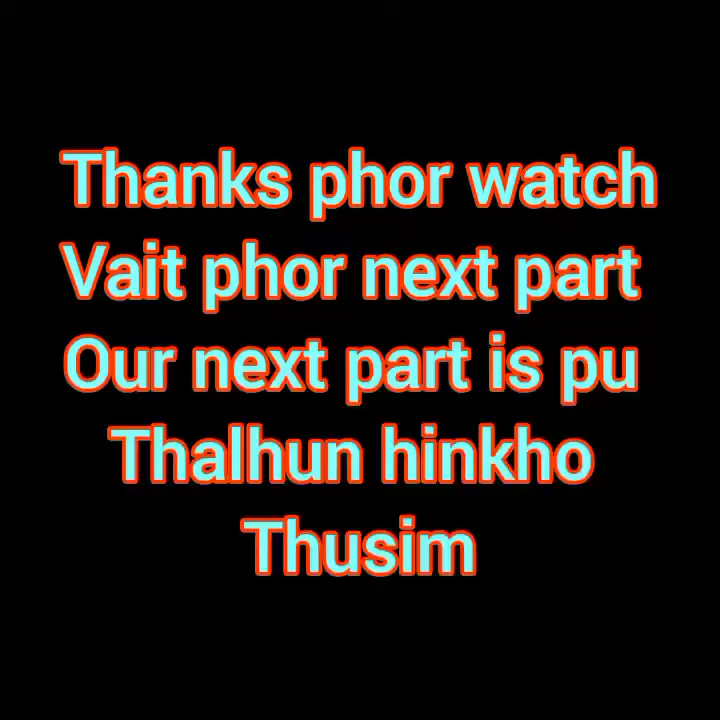 Thanks phor watch
Vait phor next part
Our next part is pu
Thalhun hinkho
Thusim